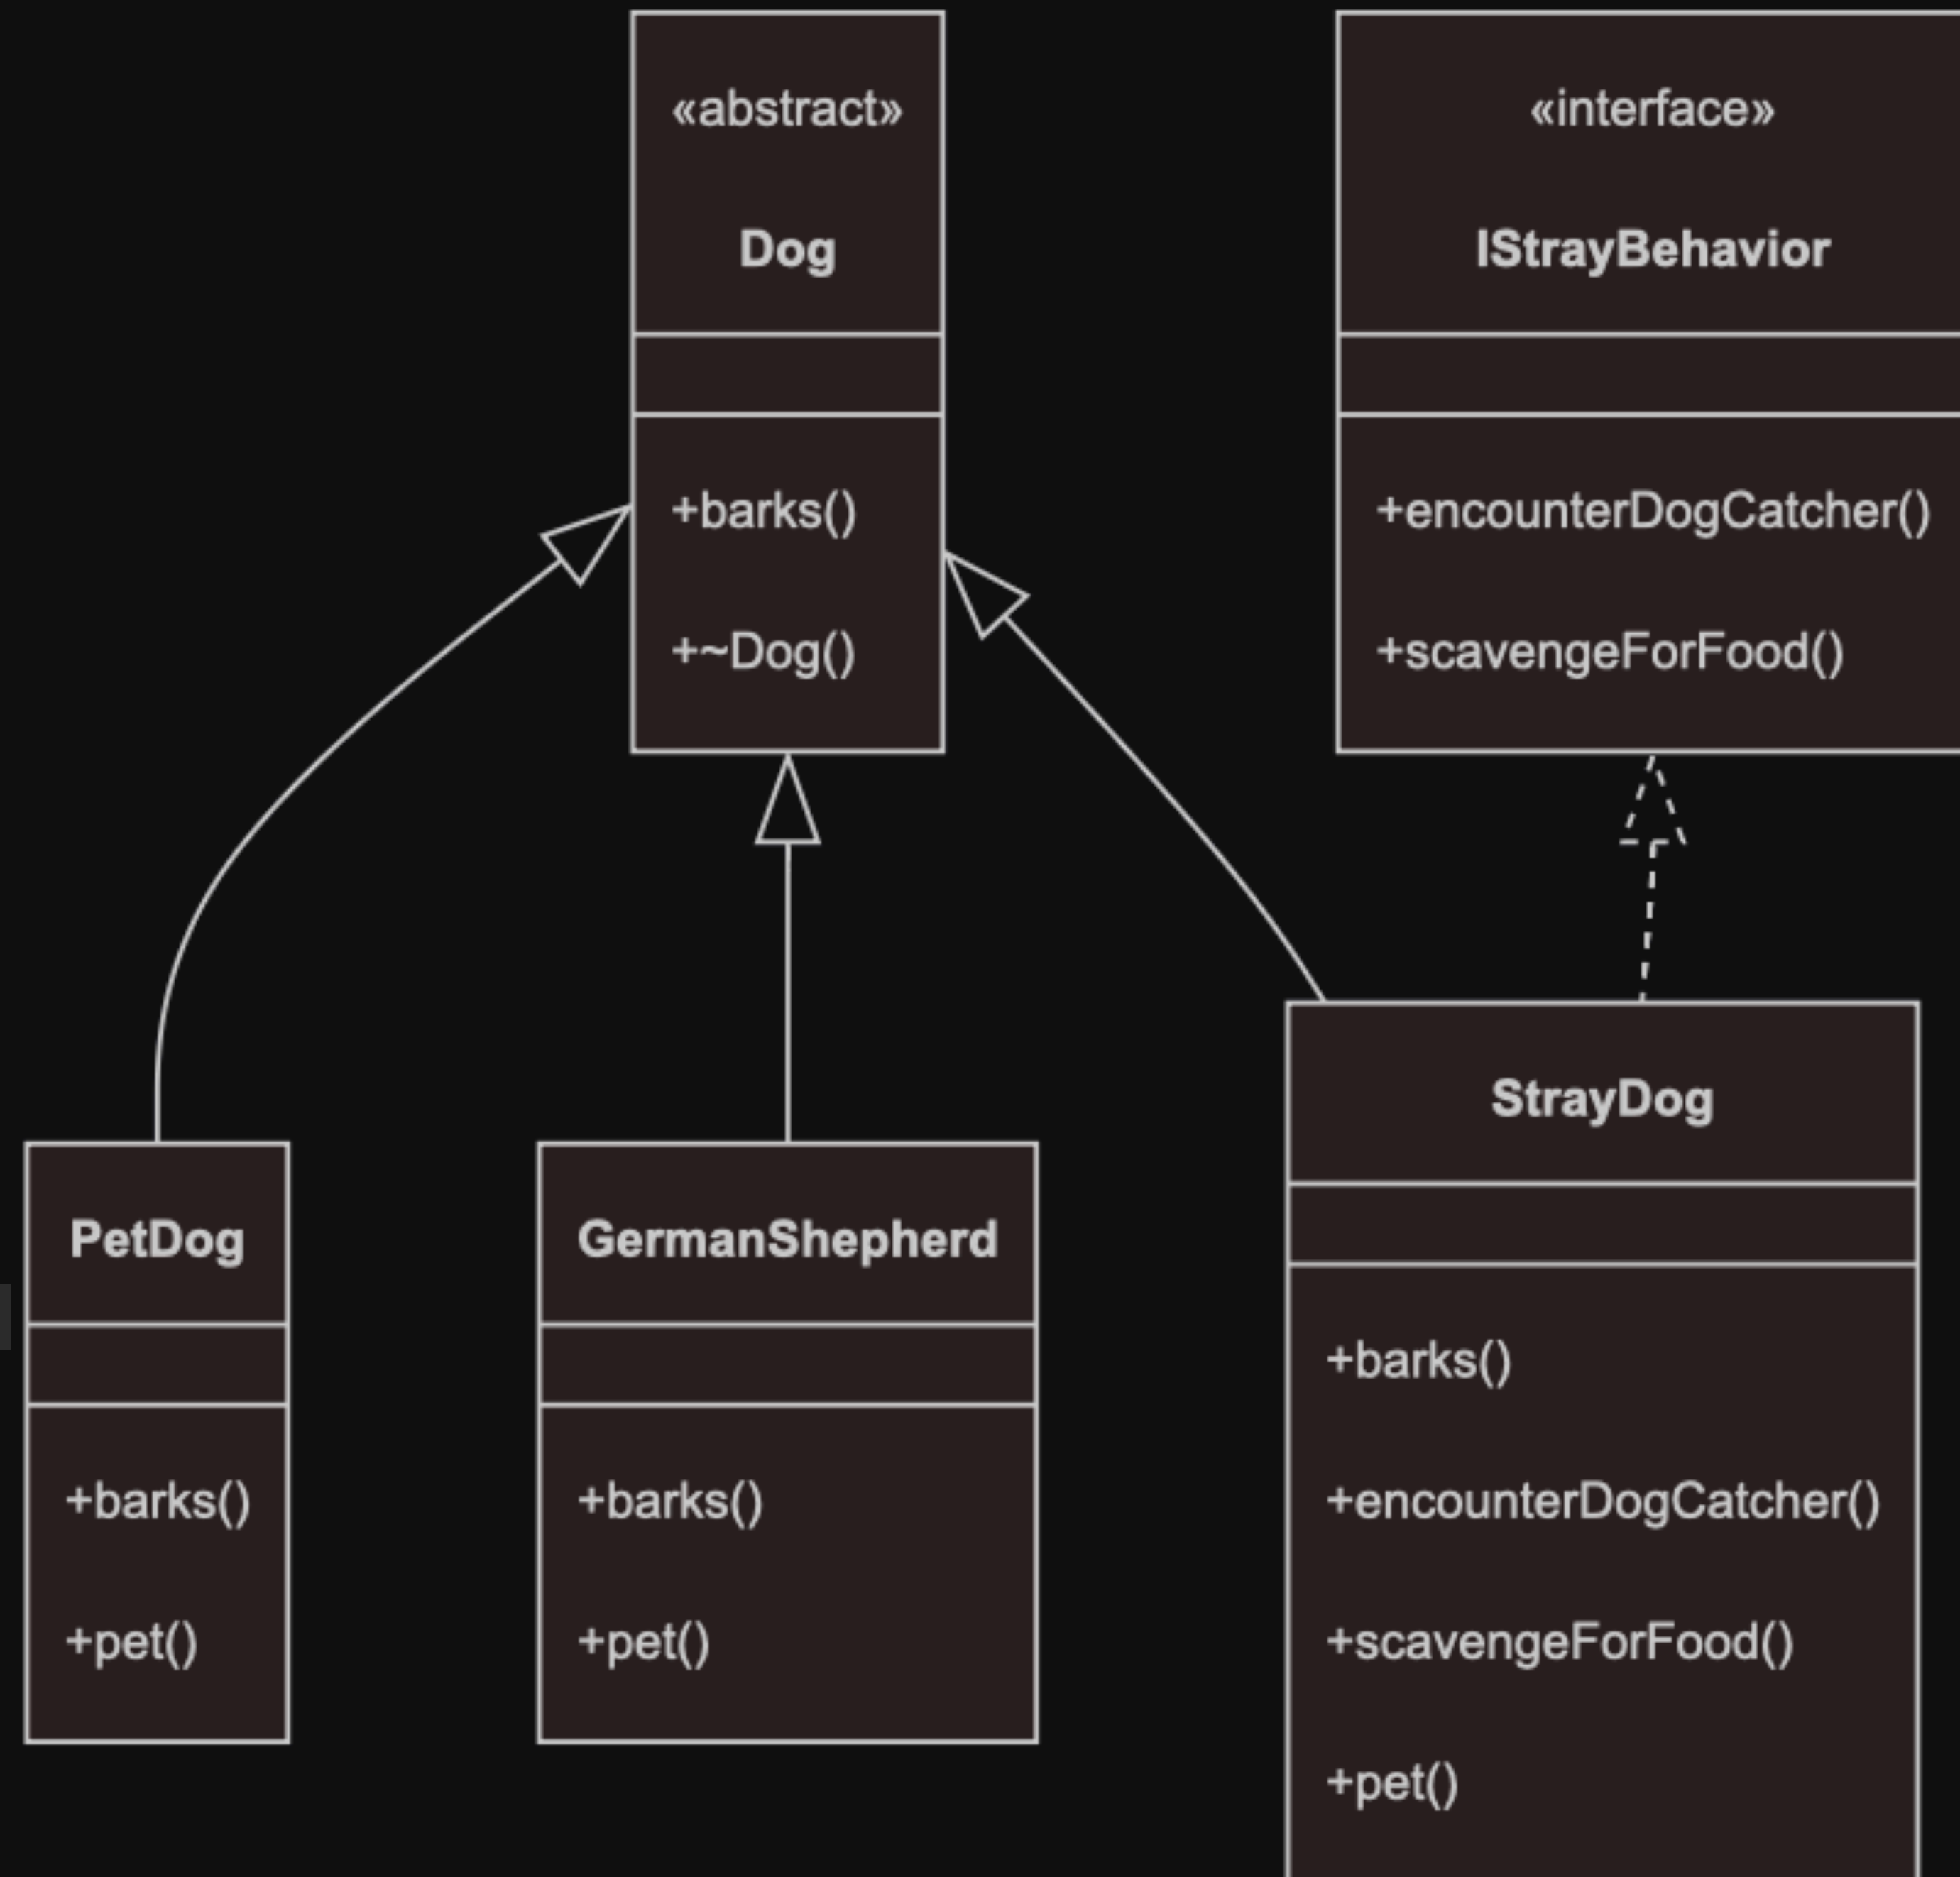 «abstract»
Dog
+barks()
+~Dog()
«interface»
IStrayBehavior
+encounterDogCatcher()
+scavengeForFood()
PetDog
+barks()
+pet()
GermanShepherd
+barks()
+pet()
StrayDog
+barks()
+encounterDogCatcher()
+scavengeForFood()
+pet()